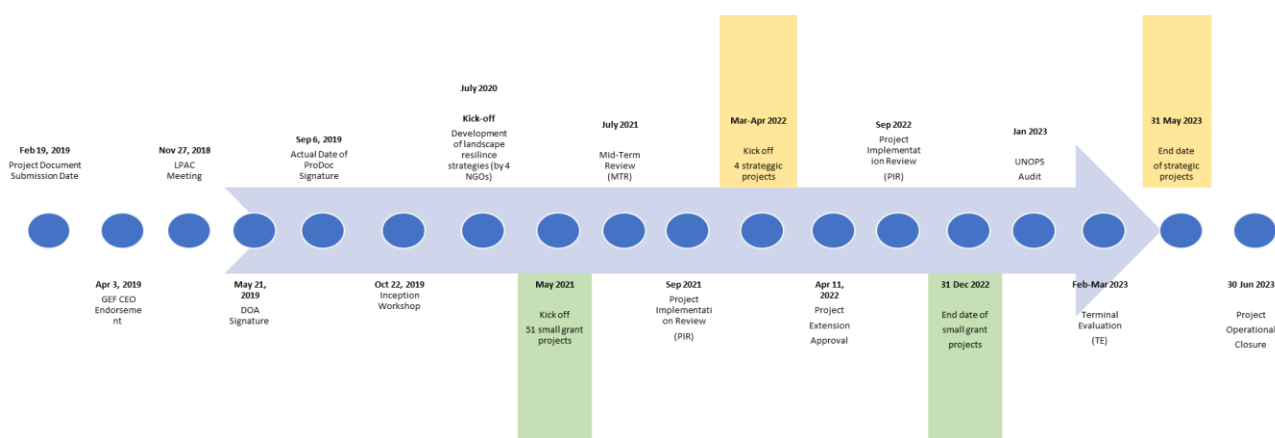 Feb 19, 2019
Project Document
Submission Date
Apr 3, 2019
GEF CEO
Endorseme
nt
Nov 27, 2018
LPAC
Meeting
May 21,
2019
DOA
Signature
Sep 6, 2019
Actual Date of
ProDoc
Signature
Oct 22, 2019
Inception
Workshop
July 2020
Kick-off
Development
of landscape
resilince
strategies (by 4
NGOs)
May 2021
Kick off
51 small grant
projects
July 2021
Mid-Term
Review
(MTR)
Sep 2021
Project
Implementati
on Review
(PIR)
Mar-Apr 2022
Kick off
4 strateggic
projects
Apr 11,
2022
Project
Extension
Approval
Sep 2022
Project
Implementat
ion Review
(PIR)
31 Dec 2022
End date of
small grant
projects
Jan 2023
UNOPS
Audit
Feb-Mar 2023
Terminal
Evaluation
(TE)
31 May 2023
End date
of strategic
projects
30 Jun 2023
Project
Operational
Closure